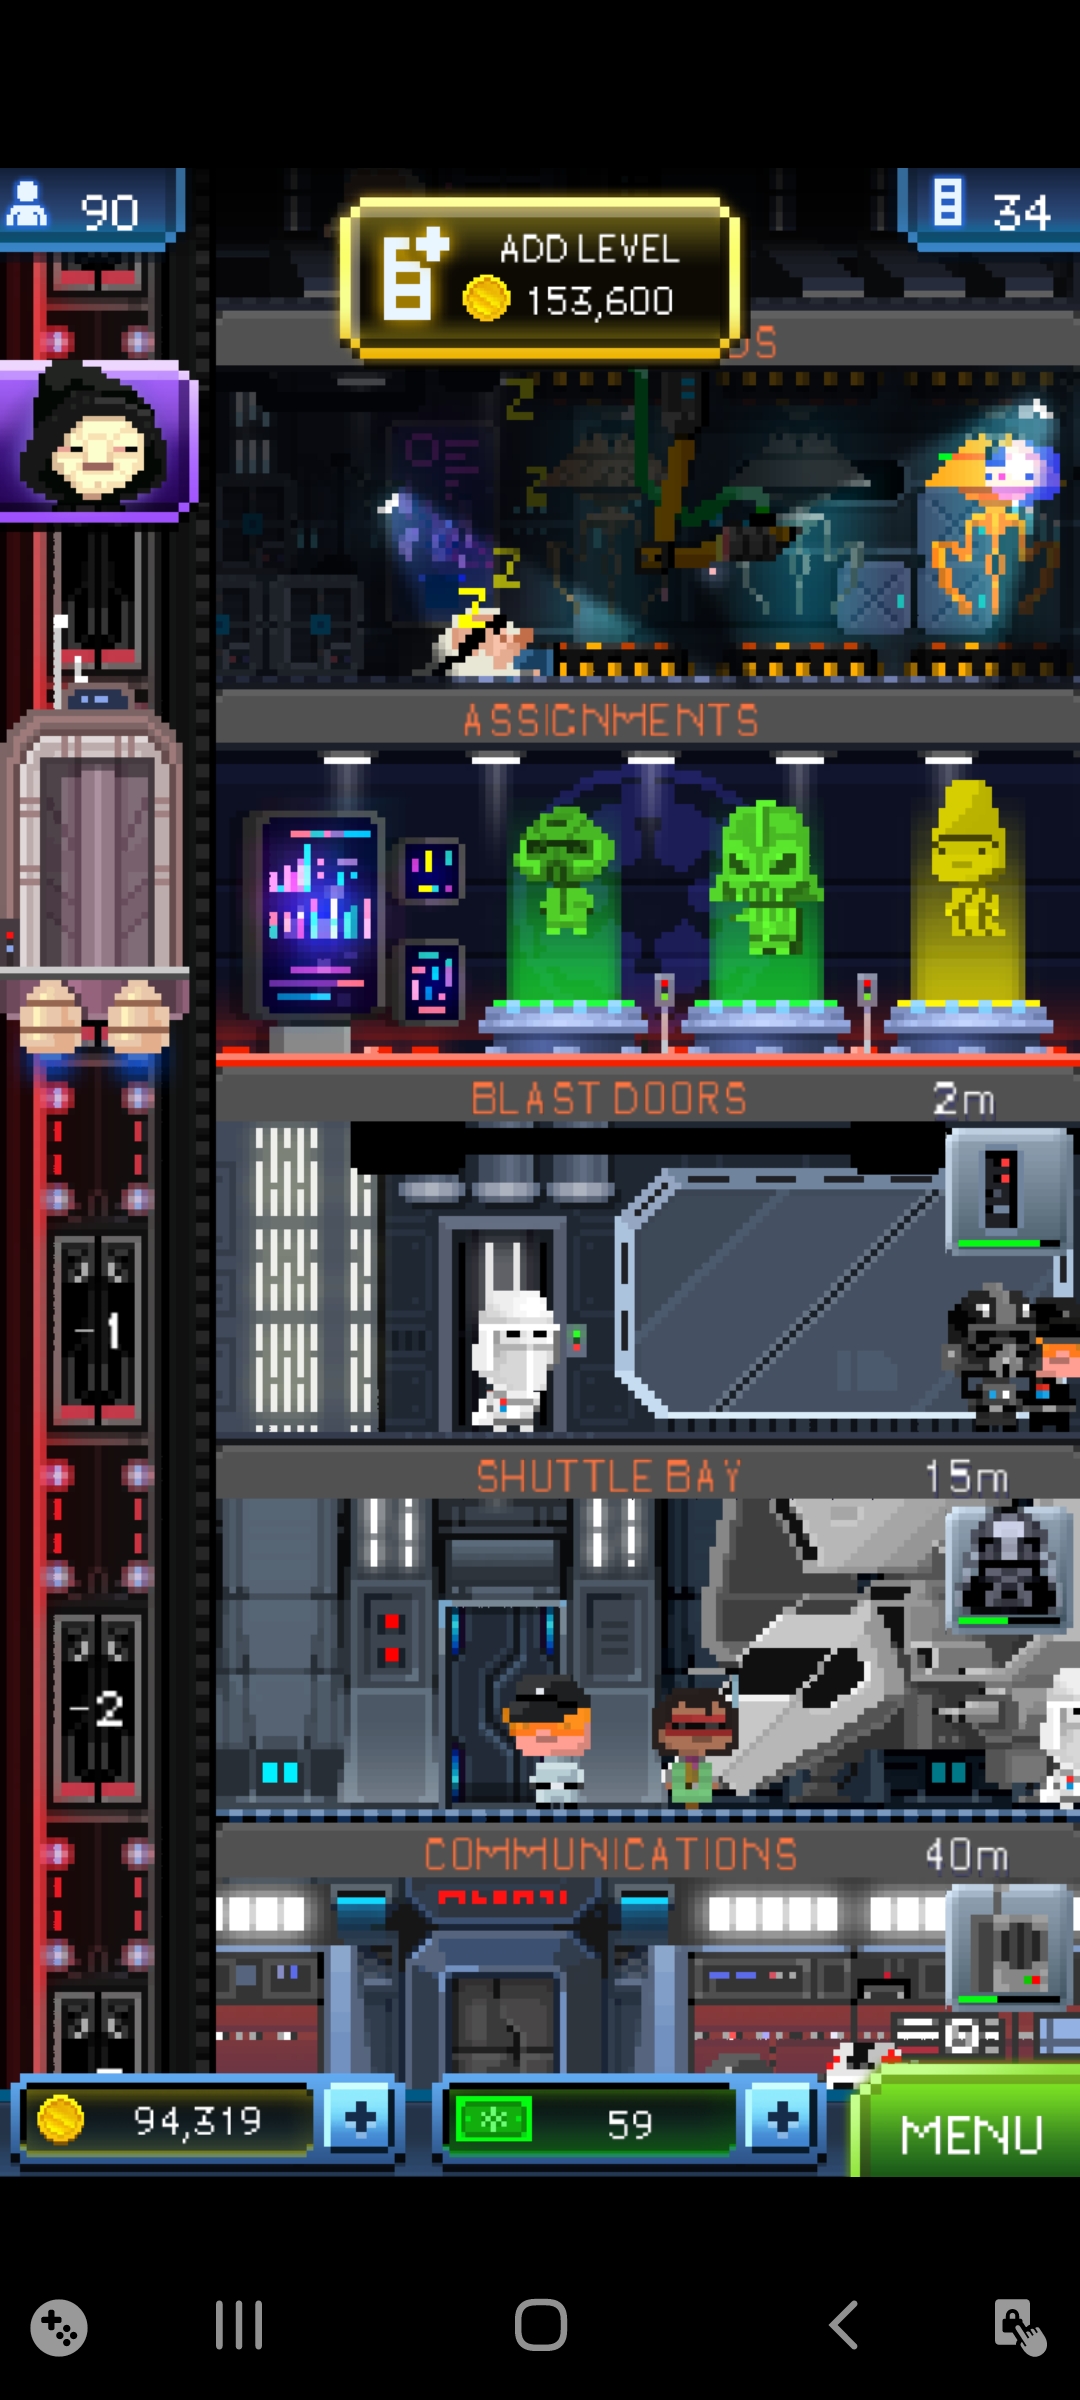 90
ADD LEVEL
153,600
34
DS
Z
Z
Z
Z
L
ASSIGNMENTS
BLAST DOORS 2m
-1
SHUTTLE BAY 15m
-2
COMMUNICATIONS 40m
94,319
59
MENU